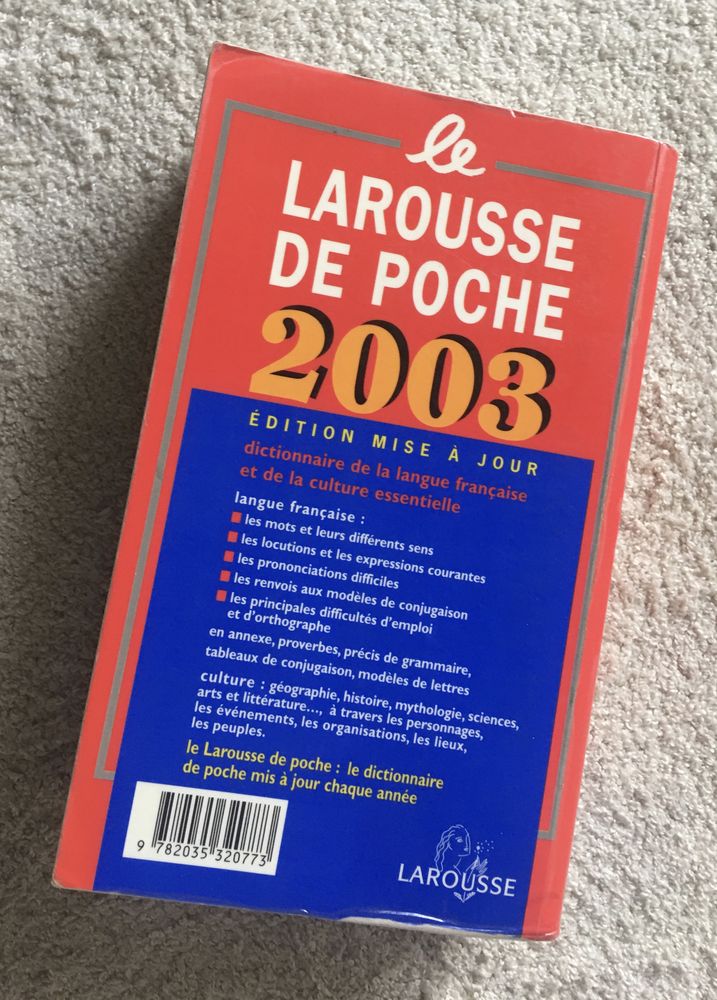 le
LAROUSSE
DE POCHE
2003
ÉDITION MISE À JOUR
dictionnaire de la langue française
et de la culture essentielle
langue française :
les mots et leurs différents sens
les locutions et les expressions courantes
les prononciations difficiles
les renvois aux modèles de conjugaison
les principales difficultés d'emploi
et d'orthographe
en annexe, proverbes, précis de grammaire,
tableaux de conjugaison, modèles de lettres
culture : géographie, histoire, mythologie, sciences,
arts et littérature..., à travers les personnages,
les événements, les organisations, les lieux,
les peuples.
le Larousse de poche : le dictionnaire
de poche mis à jour chaque année
9 782035 320773
LAROUSSE